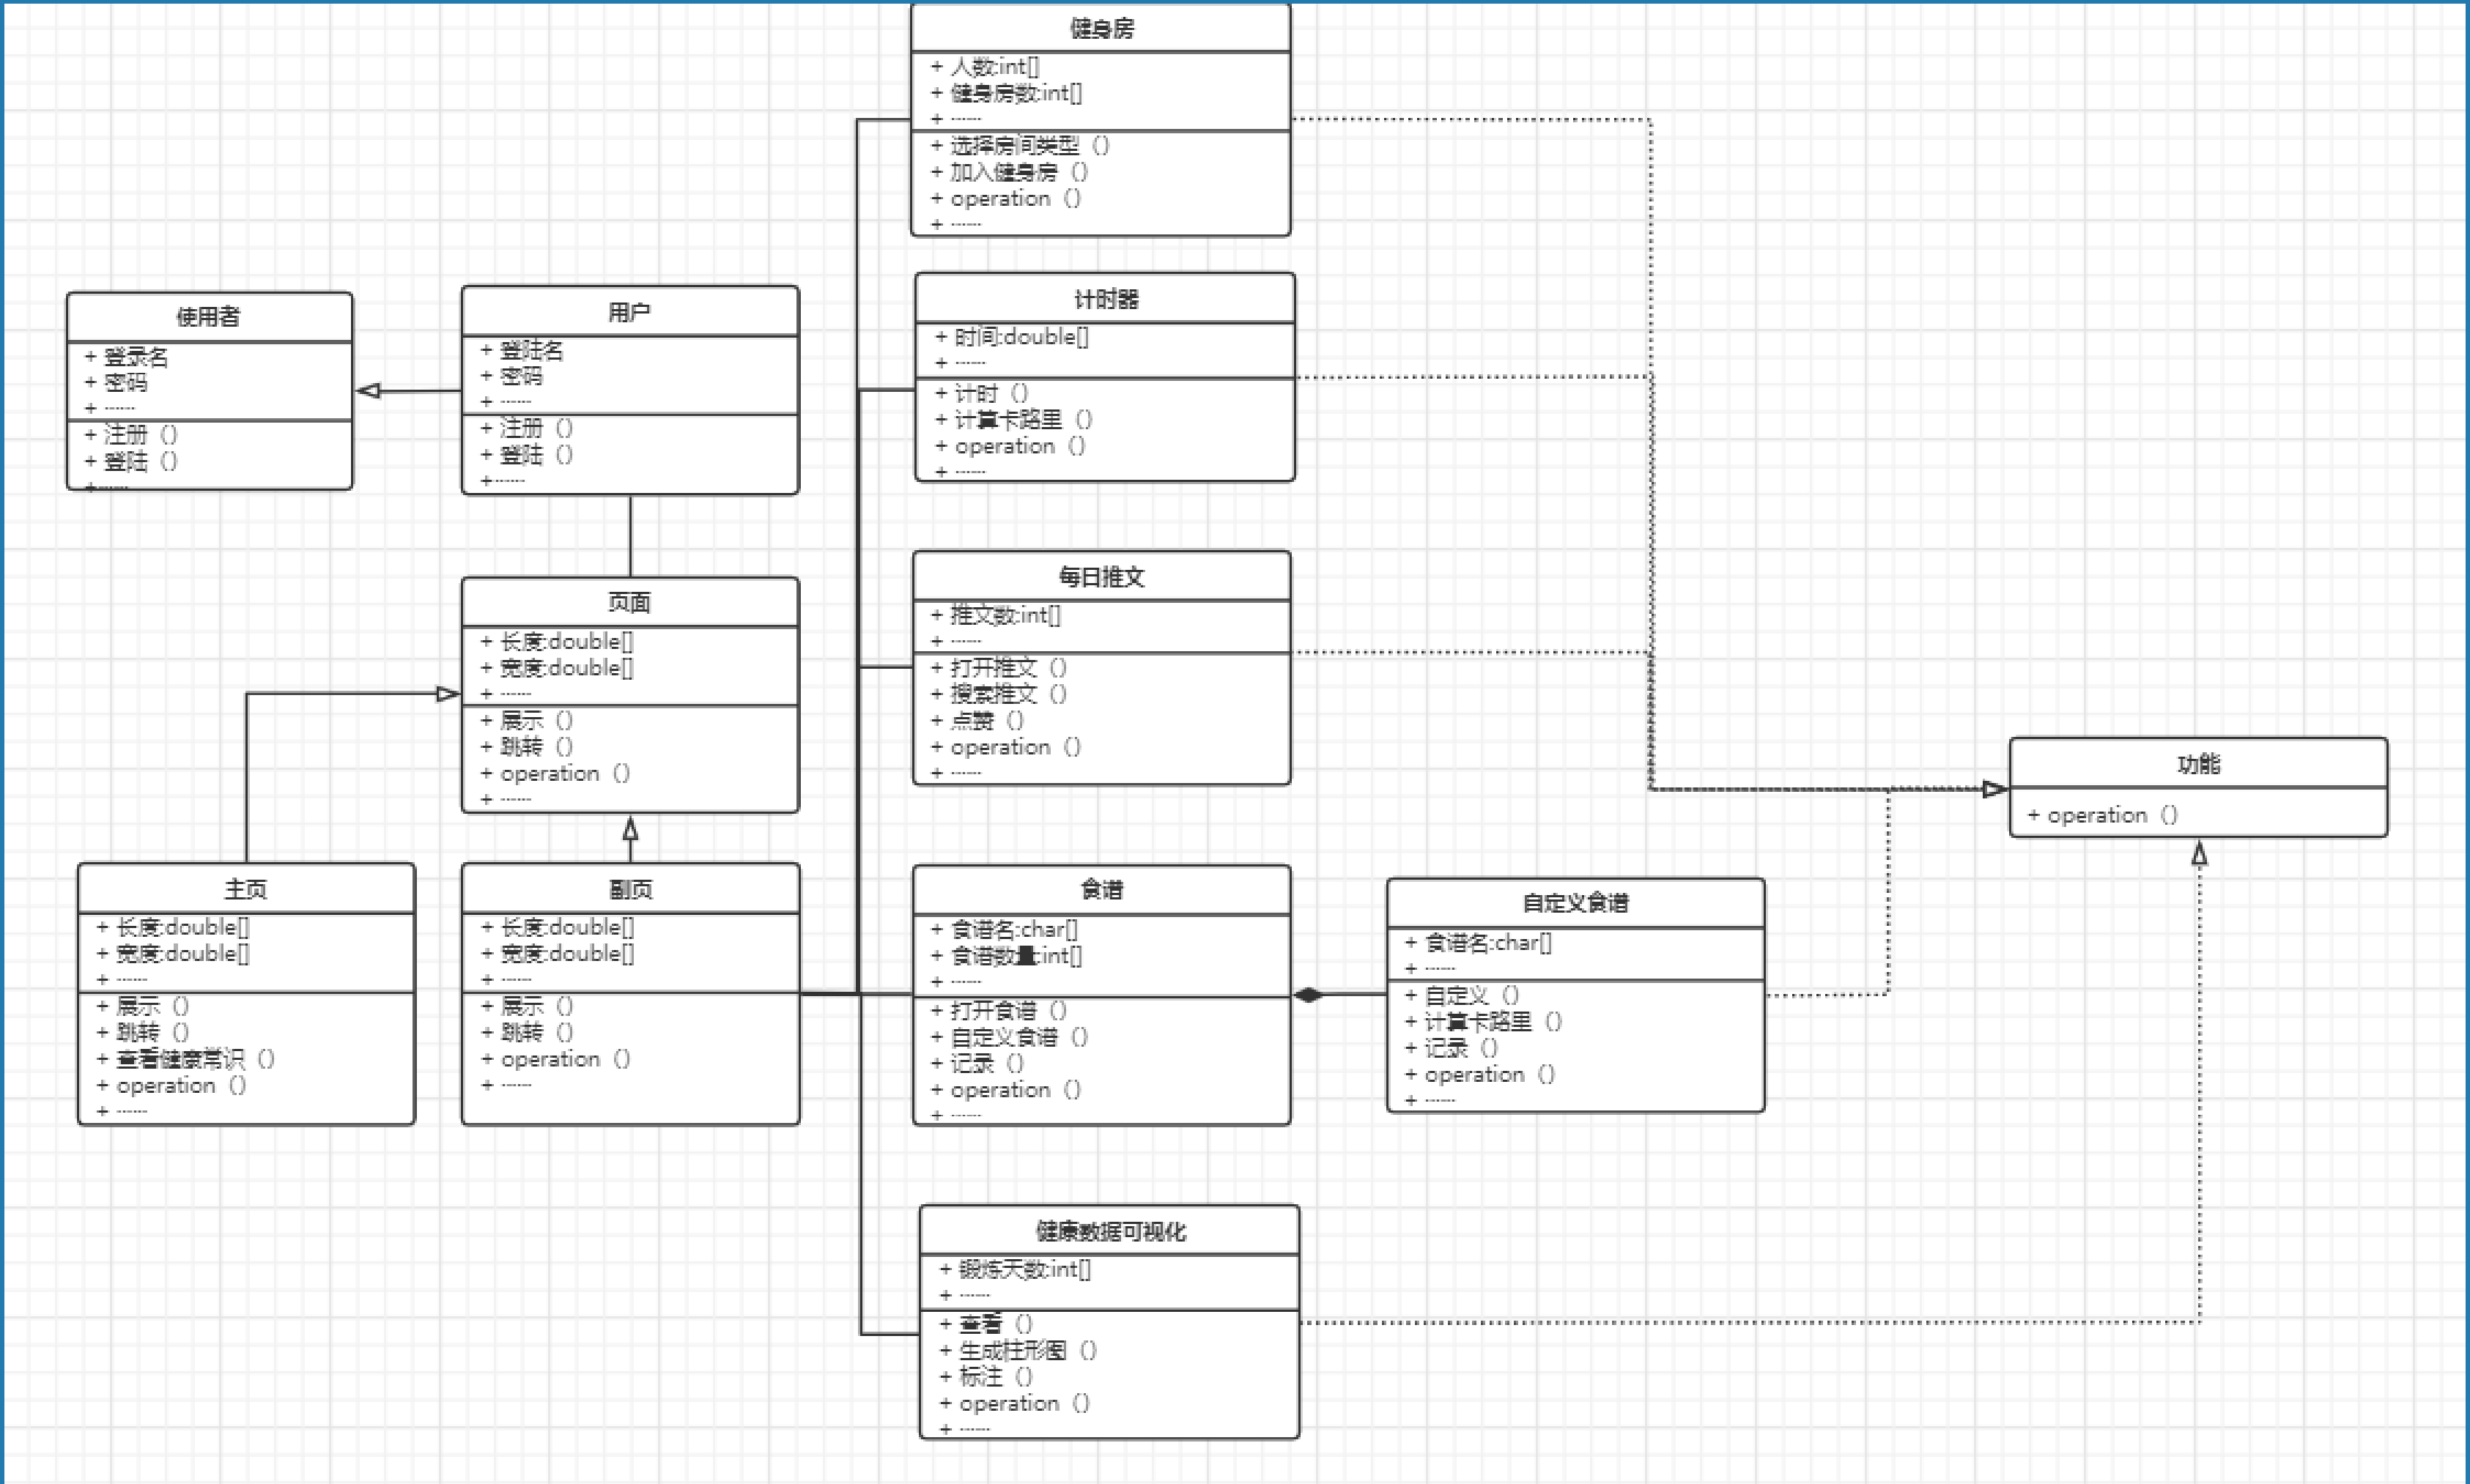 健身房
+ 人数:int[]
+ 健身房数:int[]
+ ------
+ 选择房间类型（）
+ 加入健身房（）
+ operation（）
+ ------
使用者
+ 登录名
+ 密码
+ ------
+ 注册（）
+ 登陆（）
+------
用户
+ 登陆名
+ 密码
+ ------
+ 注册（）
+ 登陆（）
+------
计时器
+ 时间:double[]
+ ------
+ 计时（）
+ 计算卡路里（）
+ operation（）
+ ------
页面
+ 长度:double[]
+ 宽度:double[]
+ ------
+ 展示（）
+ 跳转（）
+ operation（）
+ ------
每日推文
+ 推文数:int[]
+ ------
+ 打开推文（）
+ 搜索推文（）
+ 点赞（）
+ operation（）
+ ------
功能
+ operation（）
主页
+ 长度:double[]
+ 宽度:double[]
+ ------
+ 展示（）
+ 跳转（）
+ 查看健康常识（）
+ operation（）
+ ------
副页
+ 长度:double[]
+ 宽度:double[]
+ ------
+ 展示（）
+ 跳转（）
+ operation（）
+ ------
食谱
+ 食谱名:char[]
+ 食谱数量:int[]
+ ------
+ 打开食谱（）
+ 自定义食谱（）
+ 记录（）
+ operation（）
+ ------
自定义食谱
+ 食谱名:char[]
+ ------
+ 自定义（）
+ 计算卡路里（）
+ 记录（）
+ operation（）
+ ------
健康数据可视化
+ 锻炼天数:int[]
+ ------
+ 查看（）
+ 生成柱形图（）
+ 标注（）
+ operation（）
+ ------